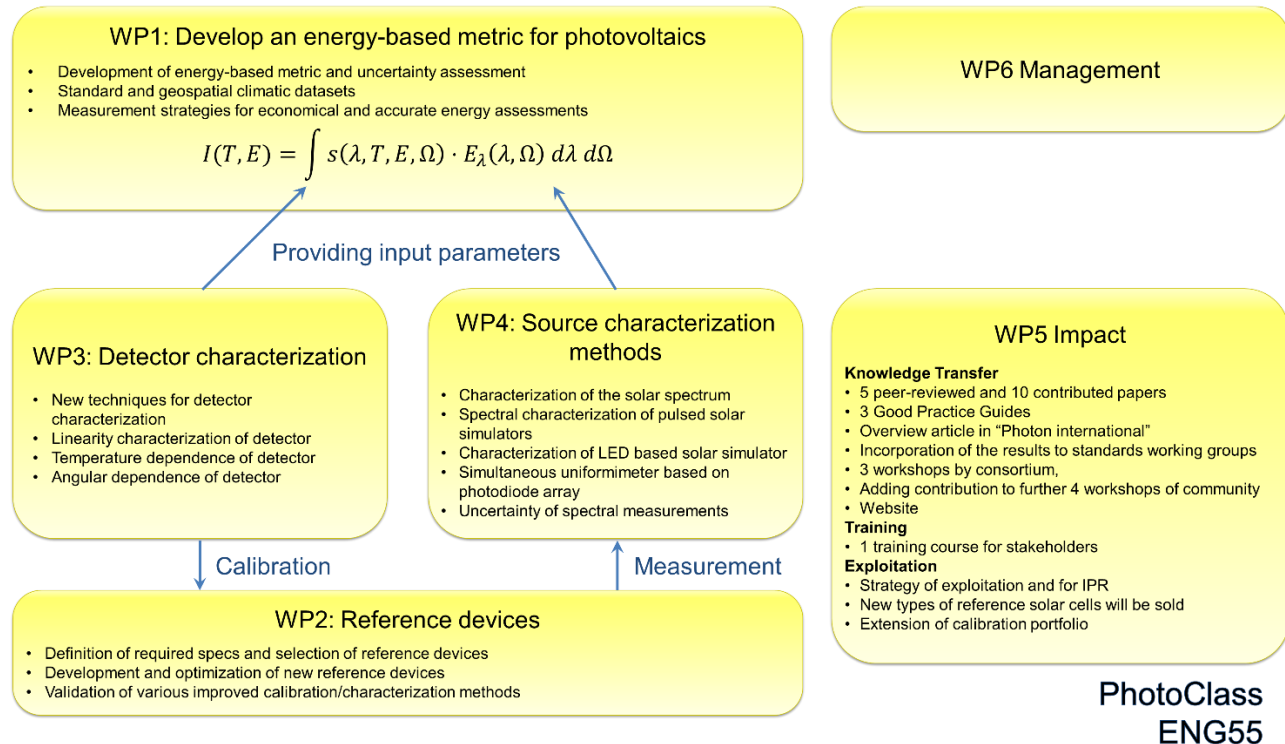 WP1: Develop an energy-based metric for photovoltaics
• Development of energy-based metric and uncertainty assessment
• Standard and geospatial climatic datasets
• Measurement strategies for economical and accurate energy assessments
I(T, E) = ∫ s(λ, T, E, Ω) · E_λ(λ, Ω) dλ dΩ
WP6 Management
Providing input parameters
WP3: Detector characterization
• New techniques for detector
characterization
• Linearity characterization of detector
• Temperature dependence of detector
• Angular dependence of detector
WP4: Source characterization
methods
• Characterization of the solar spectrum
• Spectral characterization of pulsed solar
simulators
• Characterization of LED based solar simulator
• Simultaneous uniformimeter based on
photodiode array
• Uncertainty of spectral measurements
WP5 Impact
Knowledge Transfer
• 5 peer-reviewed and 10 contributed papers
• 3 Good Practice Guides
• Overview article in “Photon international”
• Incorporation of the results to standards working groups
• 3 workshops by consortium,
• Adding contribution to further 4 workshops of community
• Website
Training
• 1 training course for stakeholders
Exploitation
• Strategy of exploitation and for IPR
• New types of reference solar cells will be sold
• Extension of calibration portfolio
Calibration
Measurement
WP2: Reference devices
• Definition of required specs and selection of reference devices
• Development and optimization of new reference devices
• Validation of various improved calibration/characterization methods
PhotoClass
ENG55